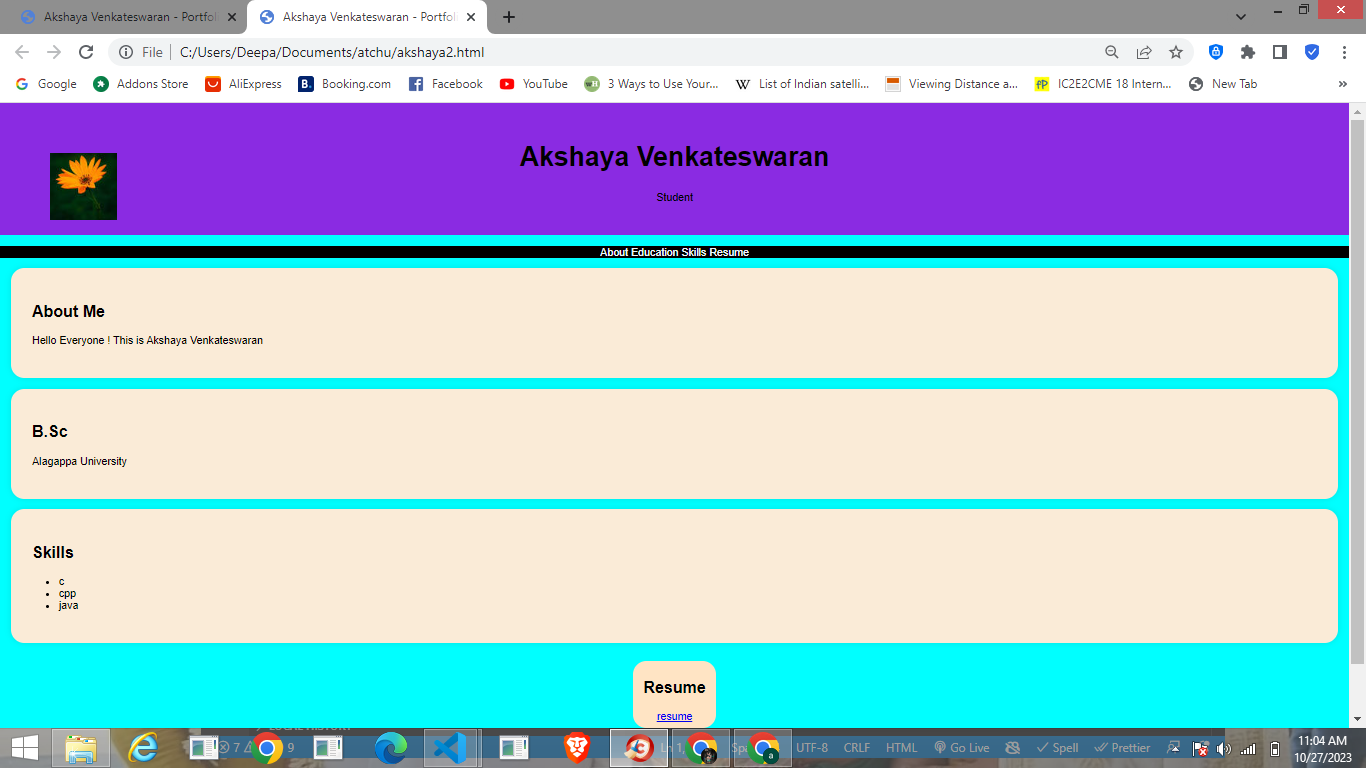 Akshaya Venkateswaran - Portfoli
Akshaya Venkateswaran - Portfoli
File C:/Users/Deepa/Documents/atchu/akshaya2.html
Google Addons Store AliExpress Booking.com Facebook YouTube 3 Ways to Use Your... List of Indian satelli... Viewing Distance a... IC2E2CME 18 Intern... New Tab »
Akshaya Venkateswaran
Student
About Education Skills Resume
About Me
Hello Everyone ! This is Akshaya Venkateswaran
B.Sc
Alagappa University
Skills
c
cpp
java
Resume
resume
7 9 Ln 1, Spa UTF-8 CRLF HTML Go Live Spell Prettier
11:04 AM
10/27/2023